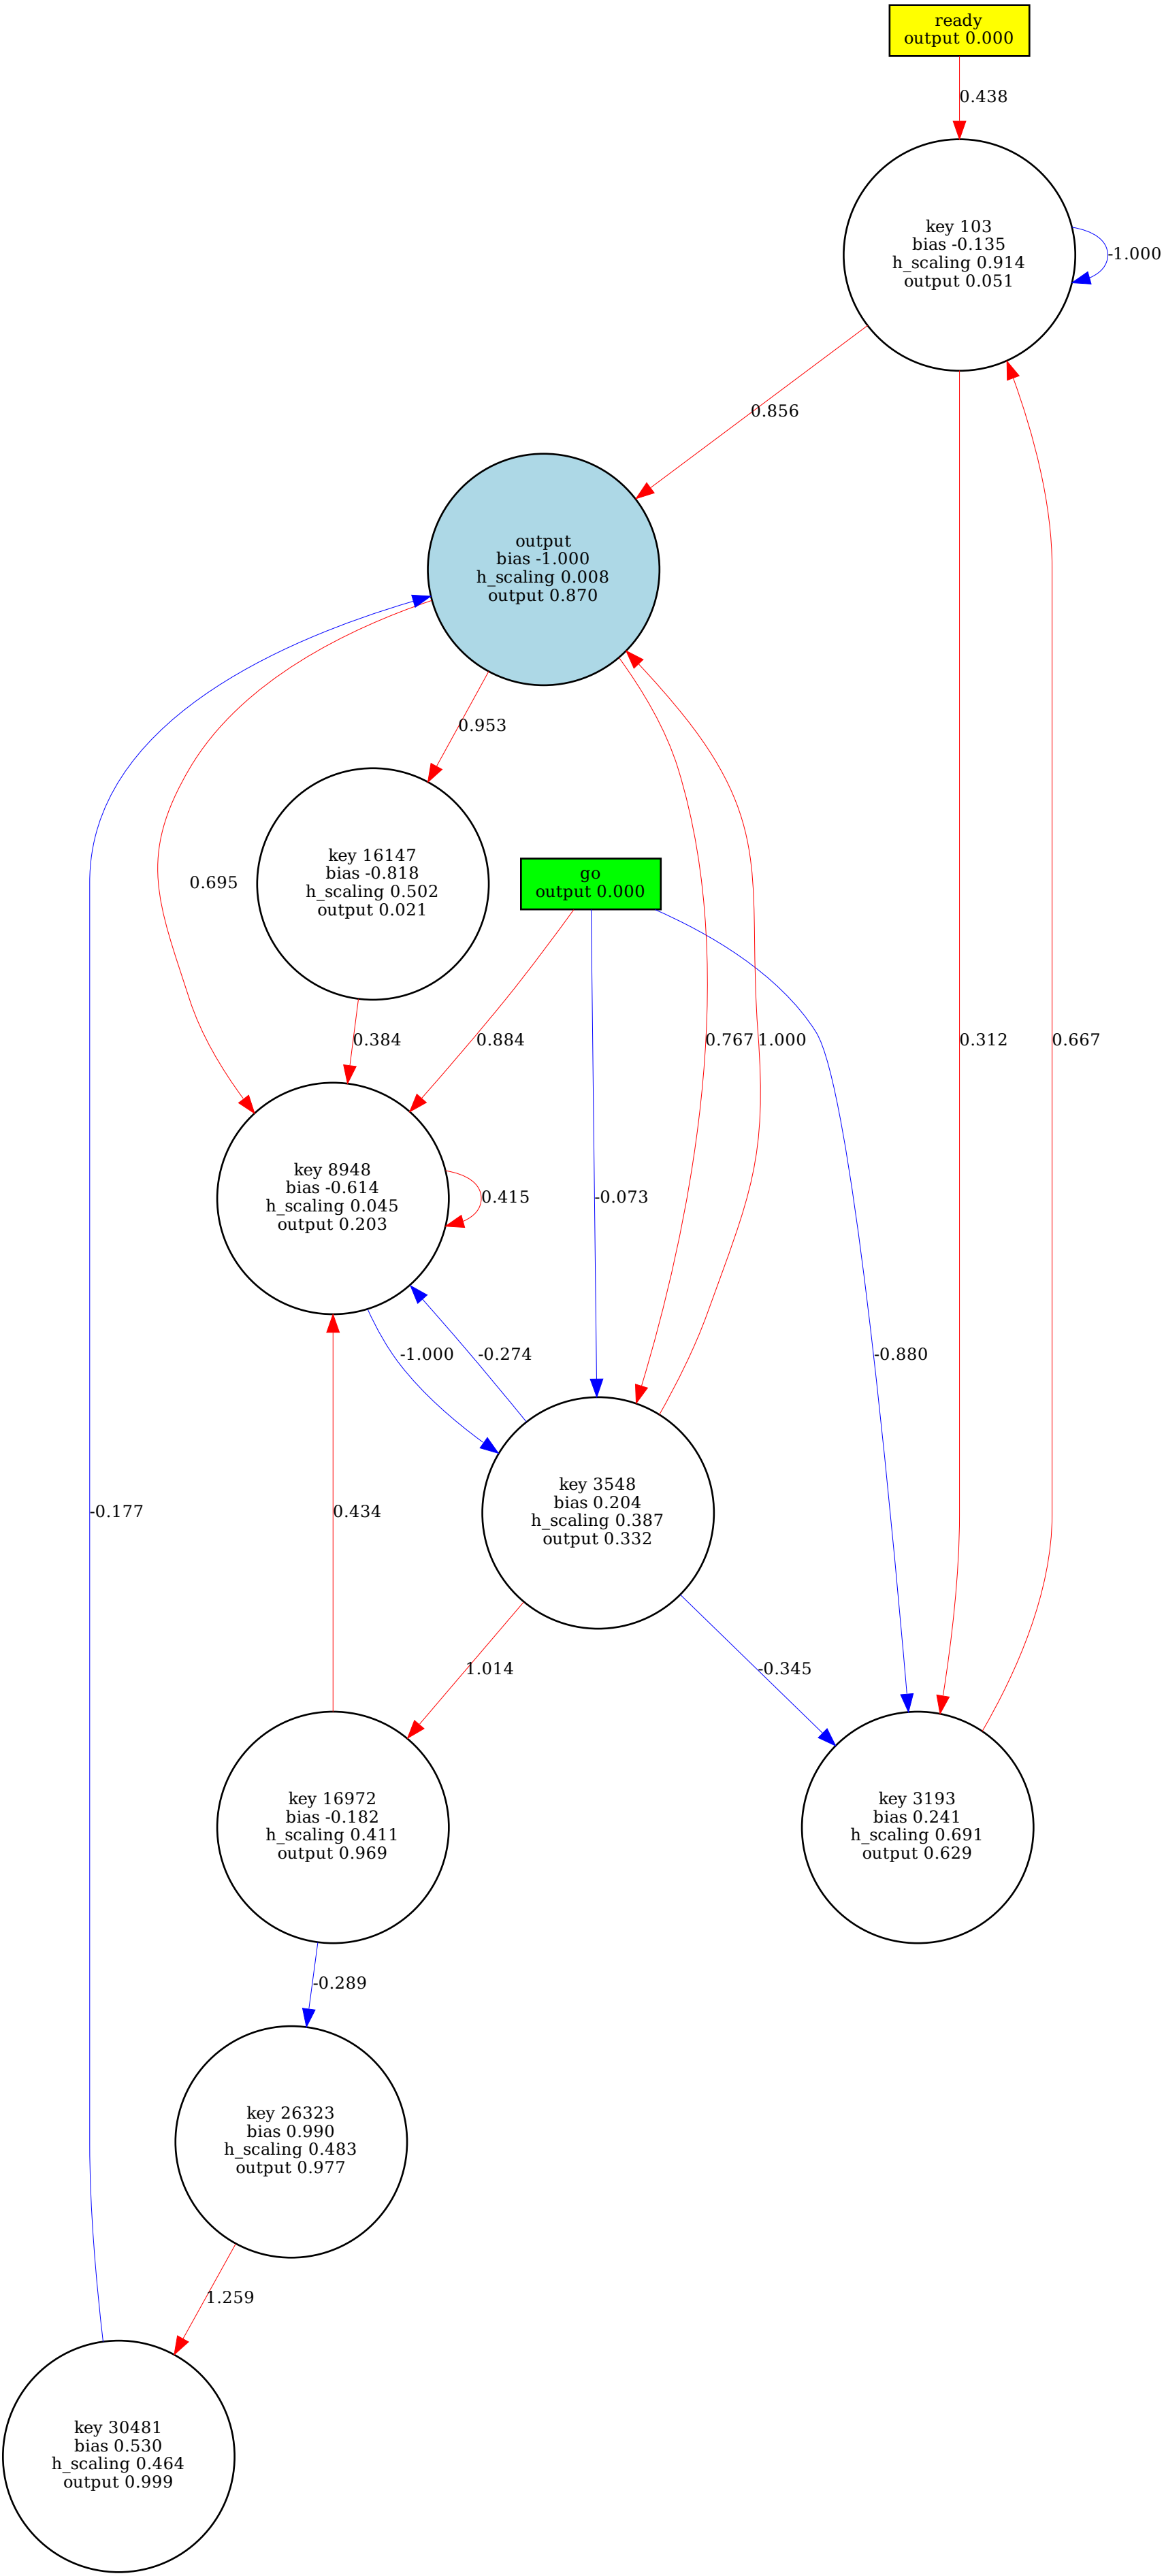 ready
output 0.000
0.438
key 103
bias -0.135
h_scaling 0.914
output 0.051
-1.000
0.856
output
bias -1.000
h_scaling 0.008
output 0.870
0.953
key 16147
bias -0.818
h_scaling 0.502
output 0.021
go
output 0.000
0.695
0.384
0.884
0.767
1.000
0.312
0.667
key 8948
bias -0.614
h_scaling 0.045
output 0.203
0.415
-0.073
-1.000
-0.274
-0.880
key 3548
bias 0.204
h_scaling 0.387
output 0.332
-0.177
0.434
1.014
-0.345
key 16972
bias -0.182
h_scaling 0.411
output 0.969
key 3193
bias 0.241
h_scaling 0.691
output 0.629
-0.289
key 26323
bias 0.990
h_scaling 0.483
output 0.977
1.259
key 30481
bias 0.530
h_scaling 0.464
output 0.999